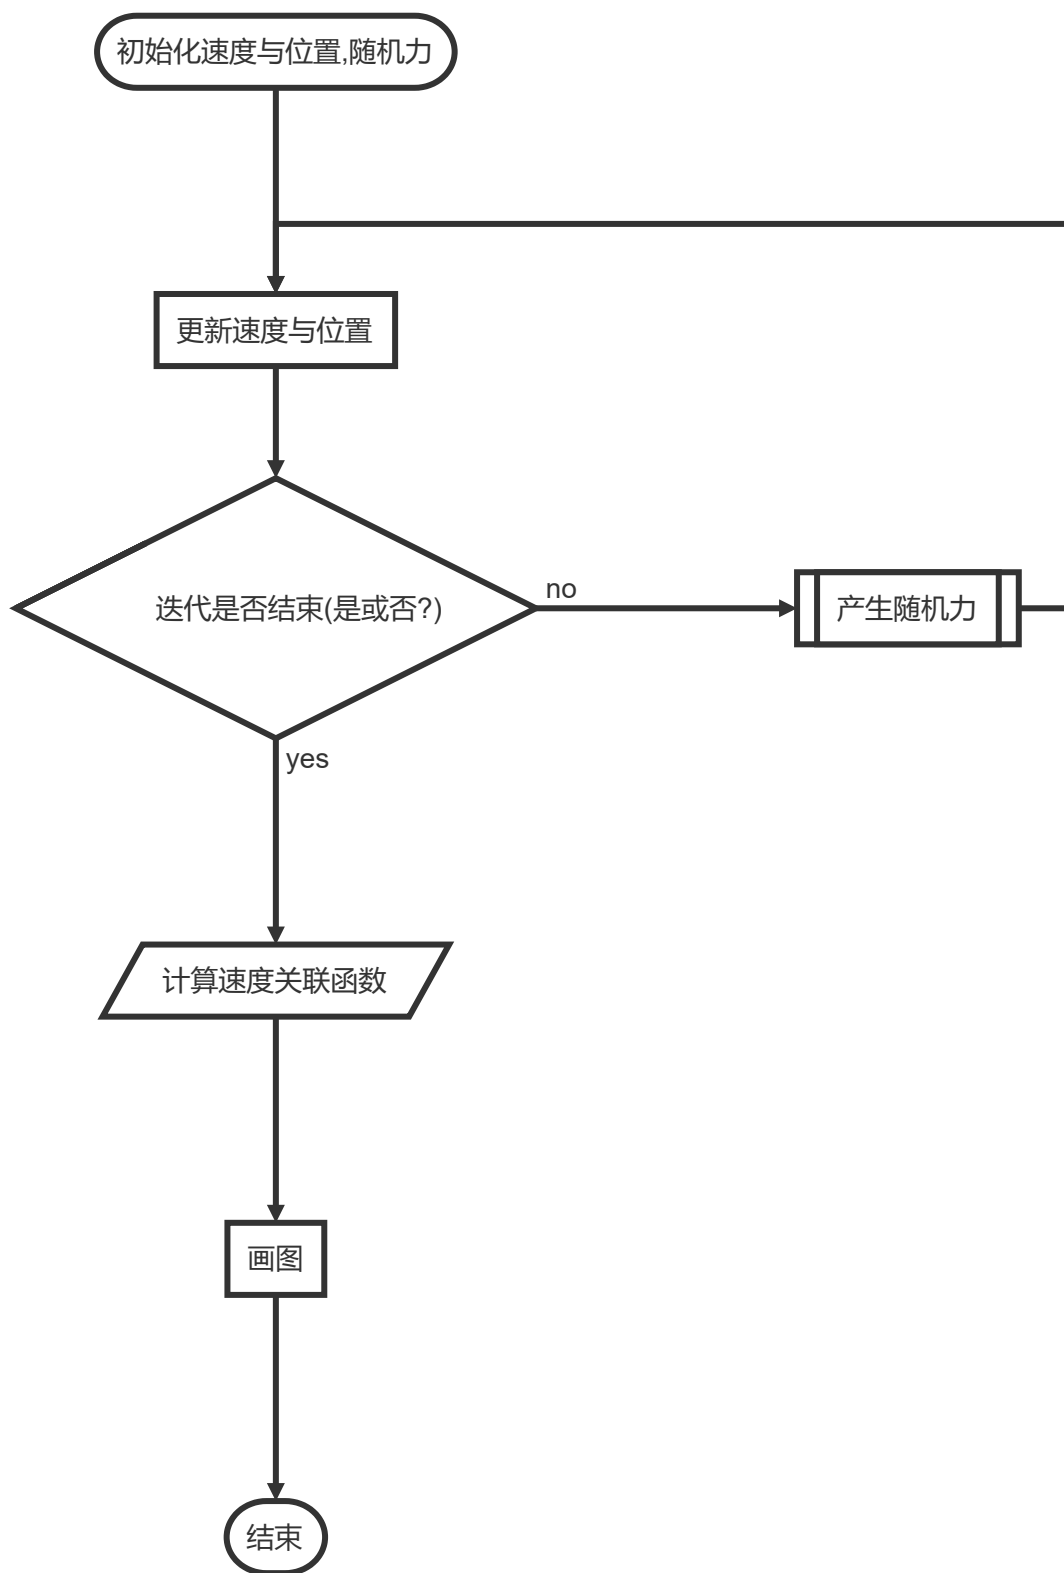 初始化速度与位置,随机力
更新速度与位置
迭代是否结束(是或否?)
no
产生随机力
yes
计算速度关联函数
画图
结束